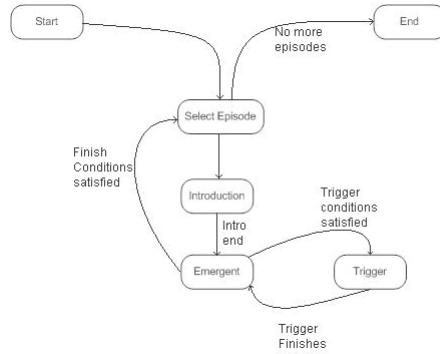 Start
End
No more
episodes
Select Episode
Finish
Conditions
satisfied
Introduction
Trigger
conditions
satisfied
Intro
end
Emergent
Trigger
Trigger
Finishes